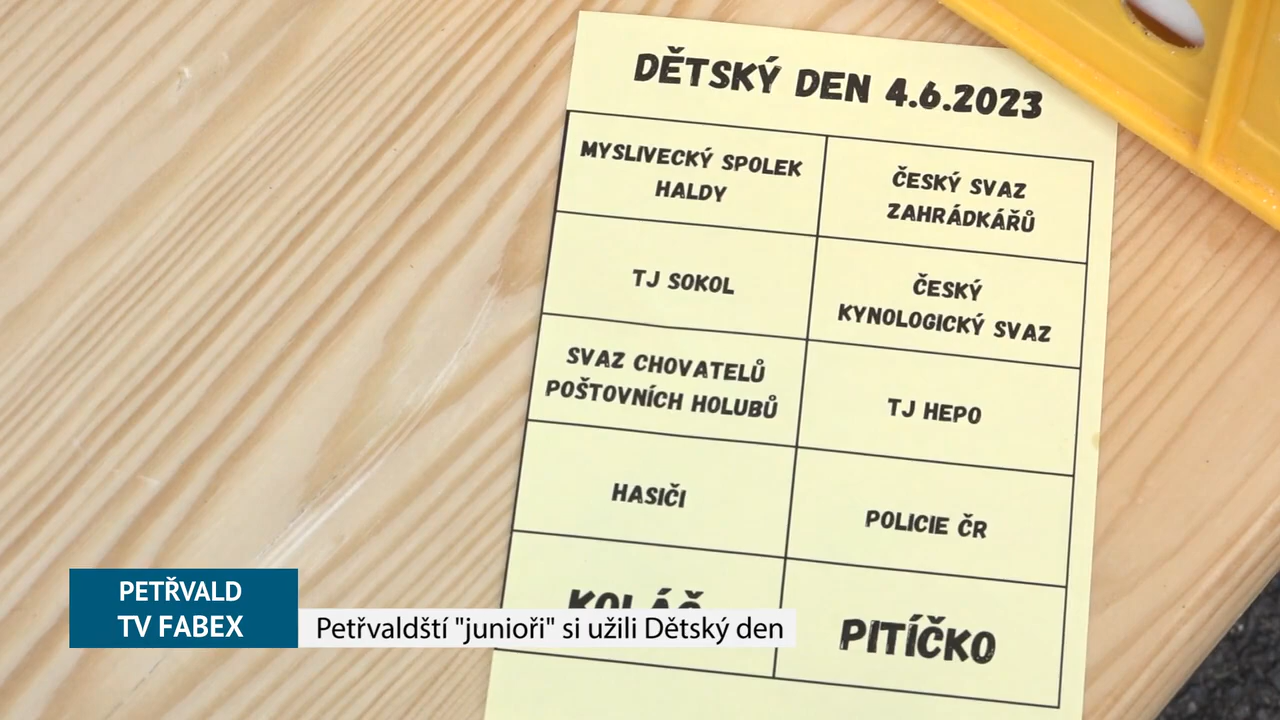 DĚTSKÝ DEN 4.6.2023
MYSLIVECKÝ SPOLEK
HALDY
ČESKÝ SVAZ
ZAHRÁDKÁŘŮ
TJ SOKOL
ČESKÝ
KYNOLOGICKÝ SVAZ
SVAZ CHOVATELŮ
POŠTOVNÍCH HOLUBŮ
TJ HEPO
HASIČI
POLICIE ČR
KOLÁČ
PITÍČKO
PETŘVALD
TV FABEX
Petřvaldští "junioři" si užili Dětský den